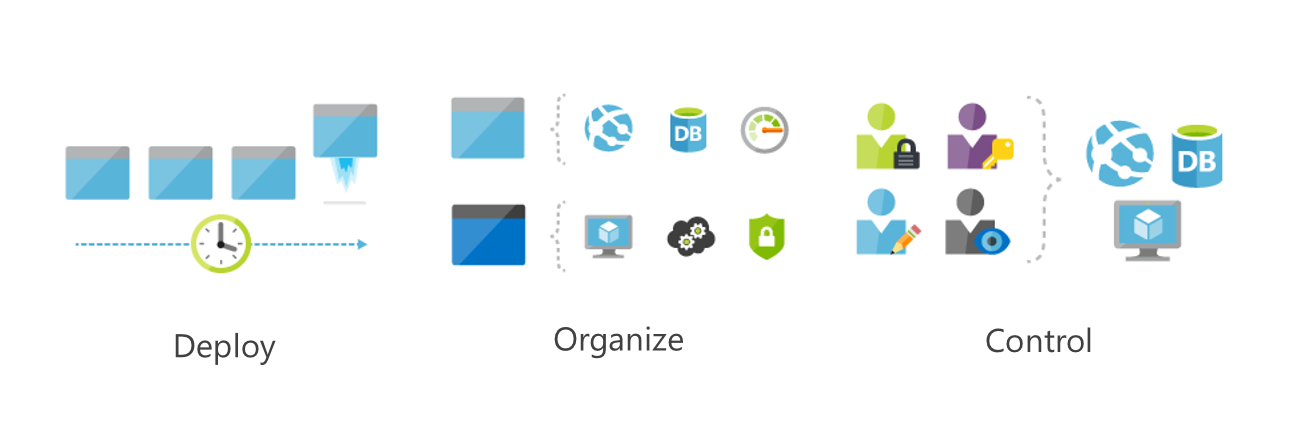 DB
DB
Deploy
Organize
Control